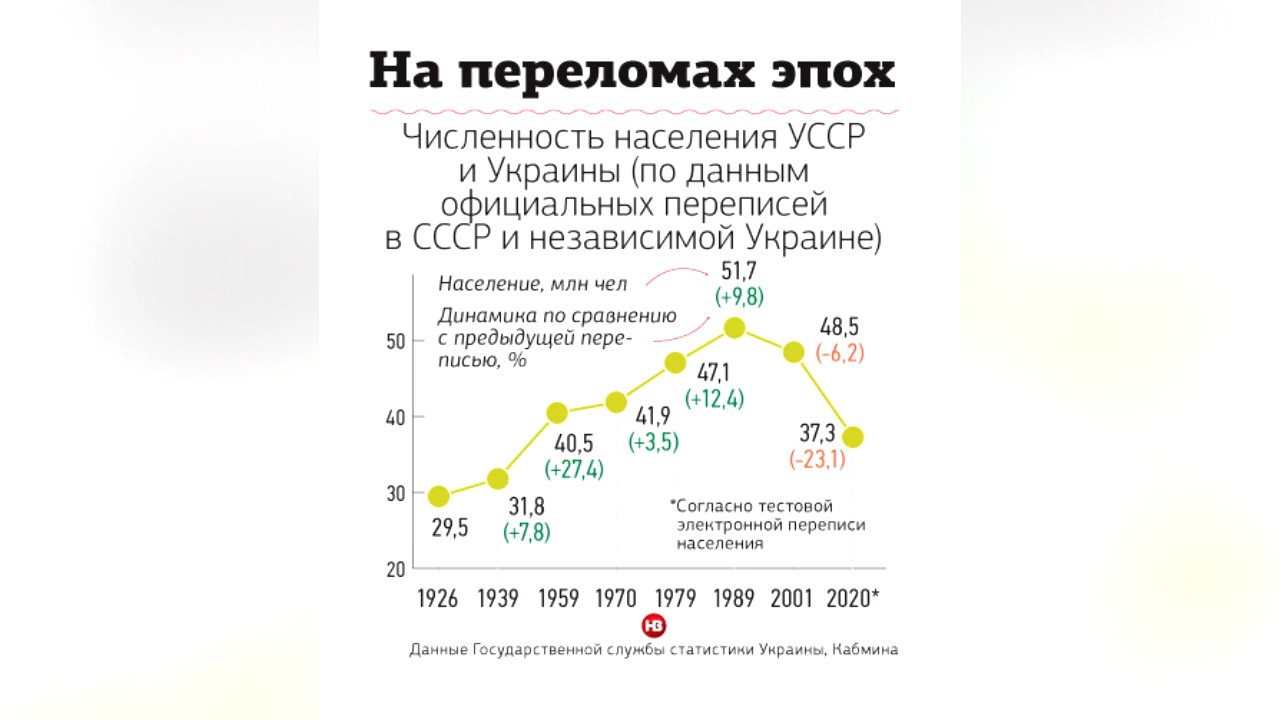 На переломах эпох
Численность населения УССР
и Украины (по данным
официальных переписей
в СССР и независимой Украине)
Население, млн чел
Динамика по сравнению
с предыдущей пере-
писью, %
51,7
(+9,8)
48,5
(-6,2)
47,1
(+12,4)
41,9
(+3,5)
40,5
(+27,4)
37,3
(-23,1)
31,8
(+7,8)
29,5
*Согласно тестовой
электронной переписи
населения
50
40
30
20
1926 1939 1959 1970 1979 1989 2001 2020*
НВ
Данные Государственной службы статистики Украины, Кабмина